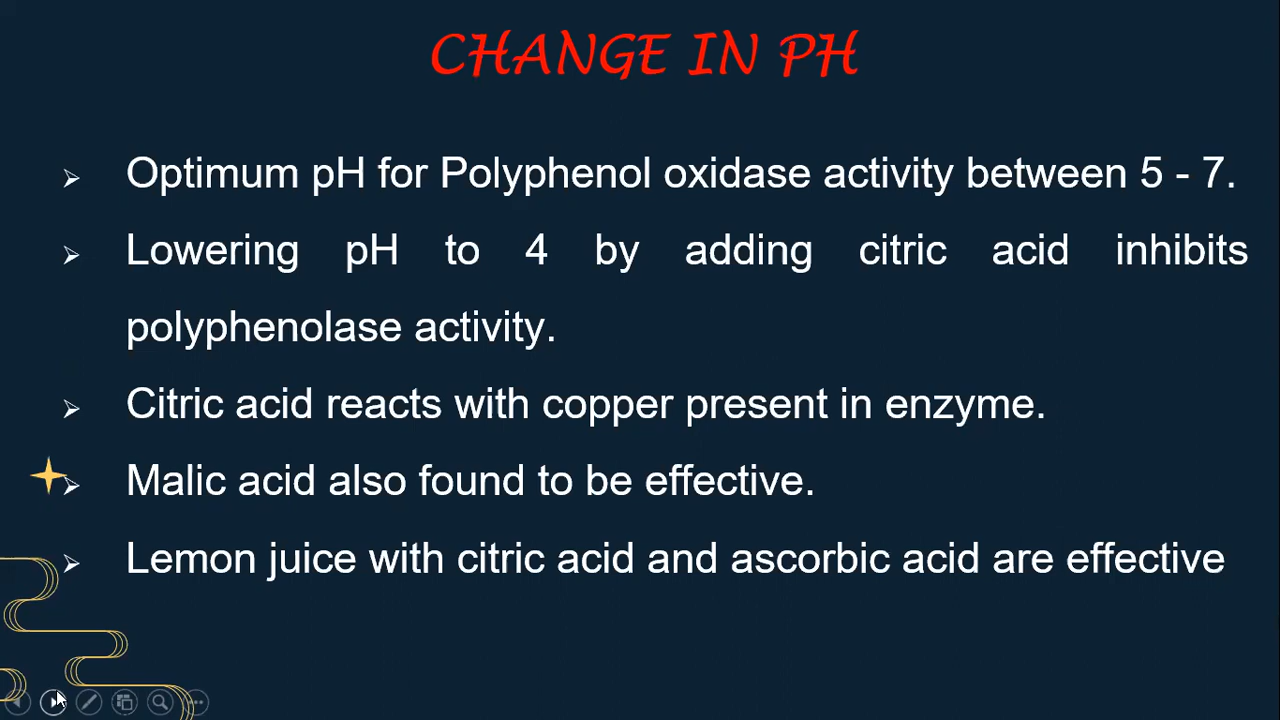 CHANGE IN PH
Optimum pH for Polyphenol oxidase activity between 5 - 7.
Lowering pH to 4 by adding citric acid inhibits
polyphenolase activity.
Citric acid reacts with copper present in enzyme.
Malic acid also found to be effective.
Lemon juice with citric acid and ascorbic acid are effective